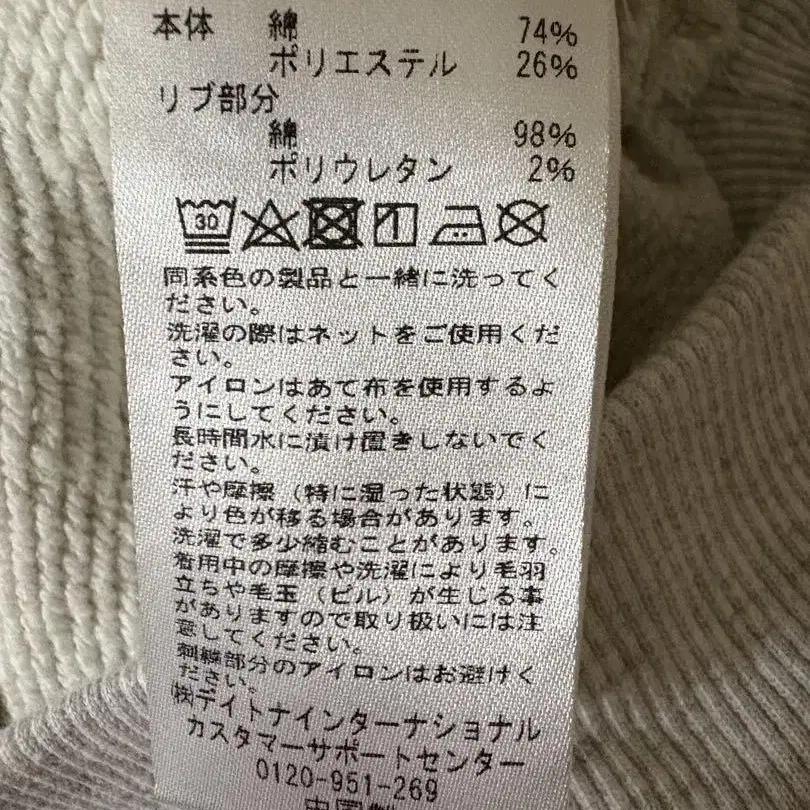 本体 綿 74%
ポリエステル 26%
リブ部分
綿 98%
ポリウレタン 2%
30
同系色の製品と一緒に洗ってく
ださい。
洗濯の際はネットをご使用くだ
さい。
アイロンはあて布を使用するよ
うにしてください。
長時間水に漬け置きしないでく
ださい。
汗や摩擦(特に湿った状態)に
より色が移る場合があります。
洗濯で多少縮むことがあります。
着用中の摩擦や洗濯により毛羽
立ちや毛玉(ピル)が生じる事
がありますので取り扱いには注
意してください。
刺繍部分のアイロンはお避けく
ださい。
㈱デイトナインターナショナル
カスタマーサポートセンター
0120-951-269
中国製